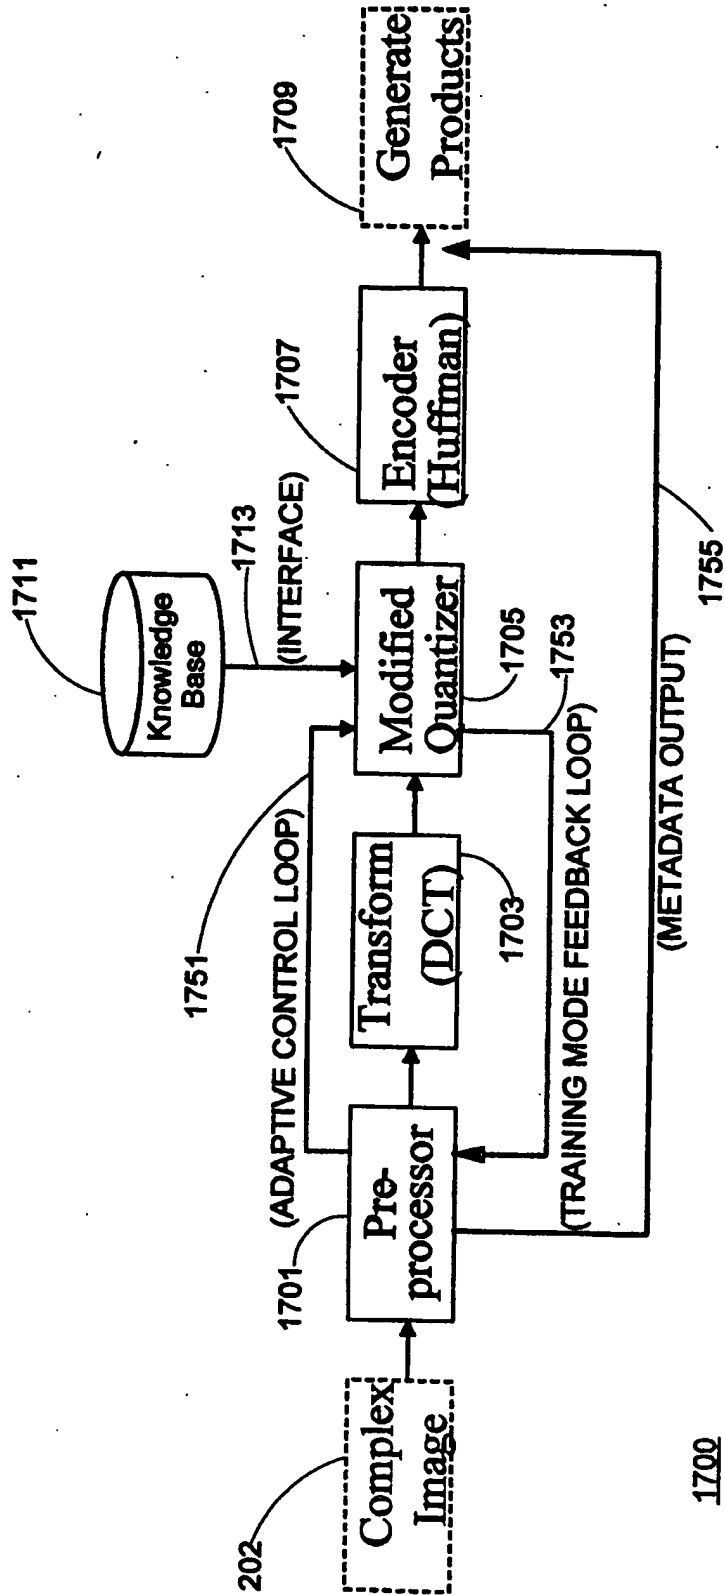 1711
Knowledge
Base
1713
(INTERFACE)
1751
(ADAPTIVE CONTROL LOOP)
202
Complex
Image
1701
Pre-
processor
Transform
(DCT)
1703
Modified
Quantizer
1705
1707
Encoder
(Huffman)
1709
Generate
Products
1753
(TRAINING MODE FEEDBACK LOOP)
(METADATA OUTPUT)
1755
1700